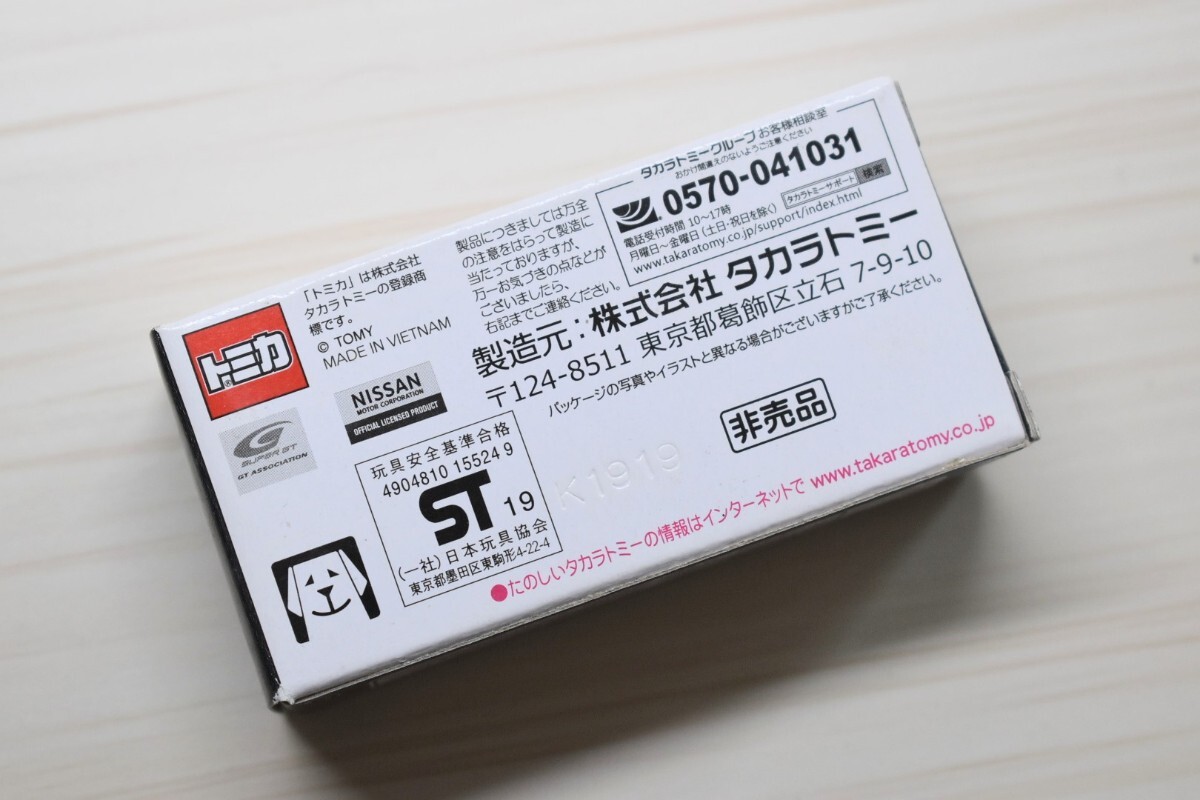 トミカ®
「トミカ」は株式会社
タカラトミーの登録商
標です。
© TOMY
MADE IN VIETNAM
SUPER GT
GT ASSOCIATION
NISSAN
MOTOR CORPORATION
OFFICIAL LICENSED PRODUCT
製品につきましては万全
の注意をはらって製造に
当たっておりますが、
万一お気づきの点などが
ございましたら、
右記までご連絡ください。
タカラトミーグループお客様相談室
おかけ間違えのないようご注意ください
0570-041031
電話受付時間 10〜17時
月曜日〜金曜日 (土・日・祝日を除く)
タカラトミーサポート 検索
www.takaratomy.co.jp/support/index.html
製造元：株式会社 タカラトミー
〒124-8511 東京都葛飾区立石 7-9-10
パッケージの写真やイラストと異なる場合がございますがご了承ください。
非売品
玩具安全基準合格
4904810 15524 9
ST 19
(一社)日本玩具協会
東京都墨田区東駒形4-22-4
K1919
●たのしいタカラトミーの情報はインターネットで www.takaratomy.co.jp